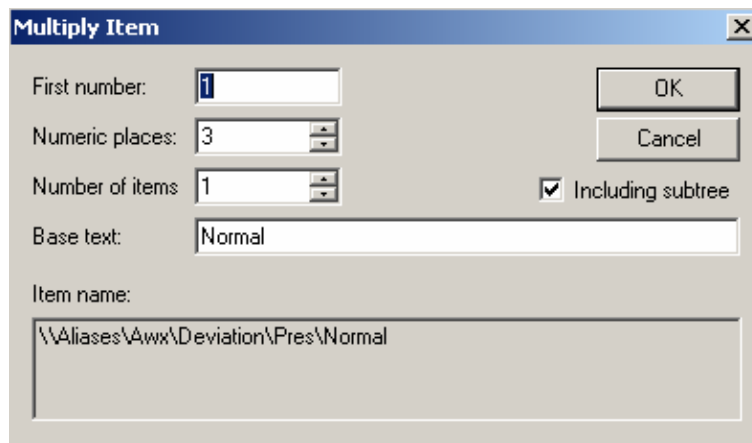 Multiply Item
First number: 1 OK
Numeric places: 3 Cancel
Number of items 1 Including subtree
Base text: Normal
Item name:
\\Aliases\Awx\Deviation\Pres\Normal